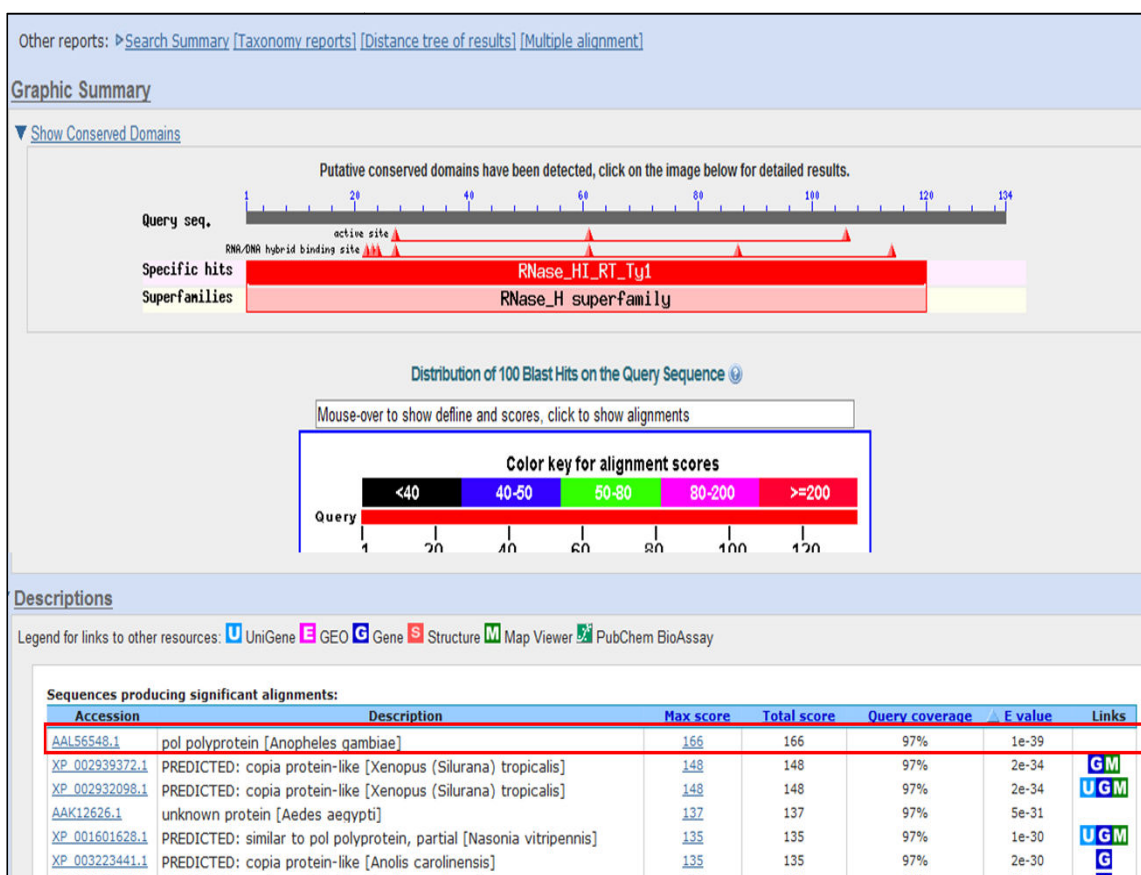 Other reports: Search Summary [Taxonomy reports] [Distance tree of results] [Multiple alignment]
Graphic Summary
Show Conserved Domains
Putative conserved domains have been detected, click on the image below for detailed results.
1 20 40 60 80 100 120 134
Query seq.
active site
RNA/DNA hybrid binding site
Specific hits RNase_HI_RT_Ty1
Superfamilies RNase_H superfamily
Distribution of 100 Blast Hits on the Query Sequence
Mouse-over to show defline and scores, click to show alignments
Color key for alignment scores
<40 40-50 50-80 80-200 >=200
Query
1 20 40 60 80 100 120
Descriptions
Legend for links to other resources: U UniGene E GEO G Gene S Structure M Map Viewer PubChem BioAssay
Sequences producing significant alignments:
Accession Description Max score Total score Query coverage E value Links
AAL56548.1 pol polyprotein [Anopheles gambiae] 166 166 97% 1e-39
XP_002939372.1 PREDICTED: copia protein-like [Xenopus (Silurana) tropicalis] 148 148 97% 2e-34 G M
XP_002932098.1 PREDICTED: copia protein-like [Xenopus (Silurana) tropicalis] 148 148 97% 2e-34 U G M
AAK12626.1 unknown protein [Aedes aegypti] 137 137 97% 5e-31
XP_001601628.1 PREDICTED: similar to pol polyprotein, partial [Nasonia vitripennis] 135 135 97% 1e-30 U G M
XP_003223441.1 PREDICTED: copia protein-like [Anolis carolinensis] 135 135 97% 2e-30 G